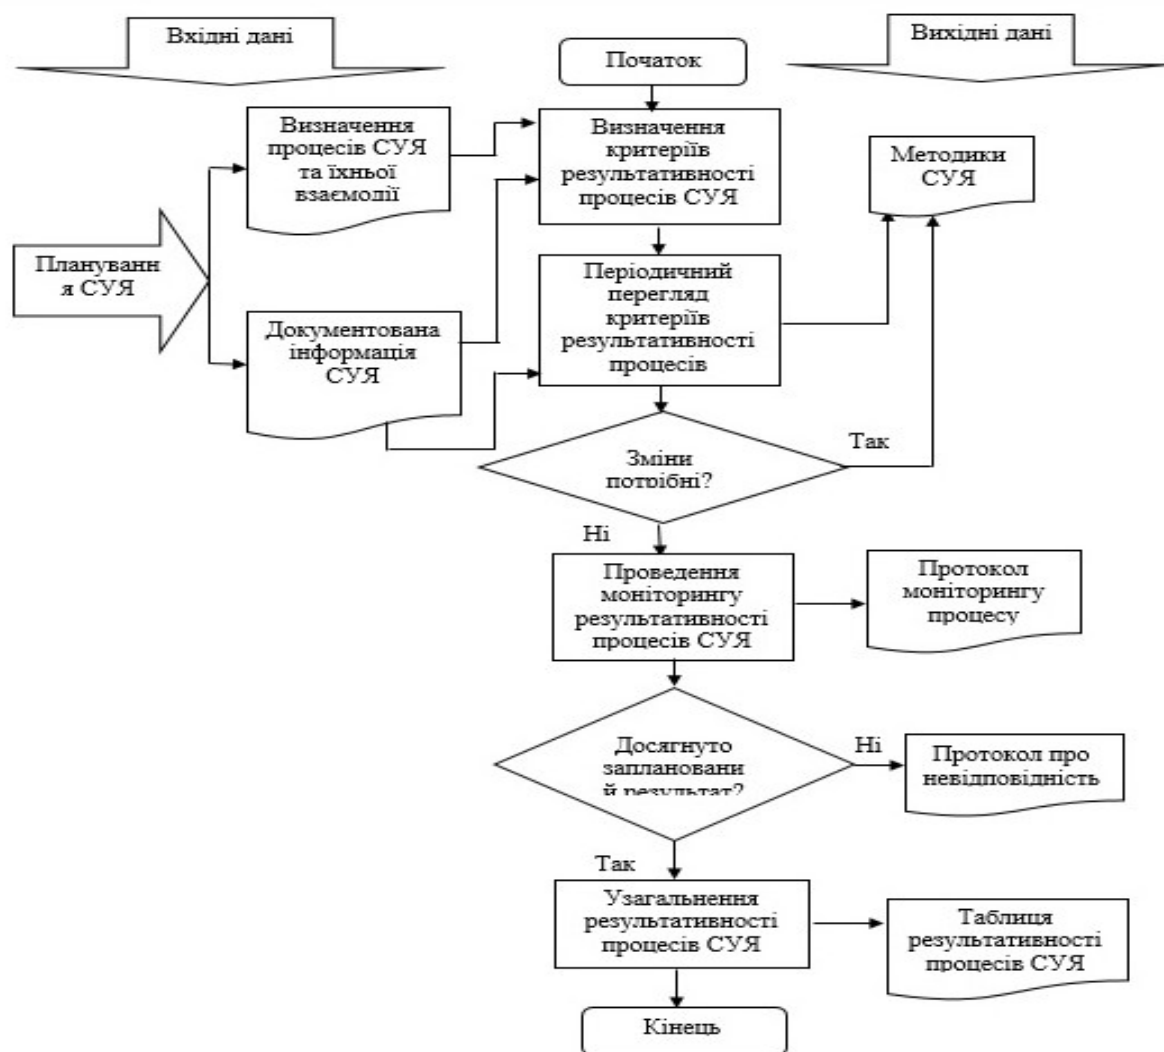 Вхідні дані
Початок
Вихідні дані
Визначення
процесів СУЯ
та їхньої
взаємодії
Визначення
критеріїв
результативності
процесів СУЯ
Методики
СУЯ
Плануванн
я СУЯ
Періодичний
перегляд
критеріїв
результативності
процесів
Документована
інформація
СУЯ
Зміни
потрібні?
Так
Ні
Проведення
моніторингу
результативності
процесів СУЯ
Протокол
моніторингу
процесу
Досягнуто
заплановани
й результат?
Ні
Протокол про
невідповідність
Так
Узагальнення
результативності
процесів СУЯ
Таблиця
результативності
процесів СУЯ
Кінець